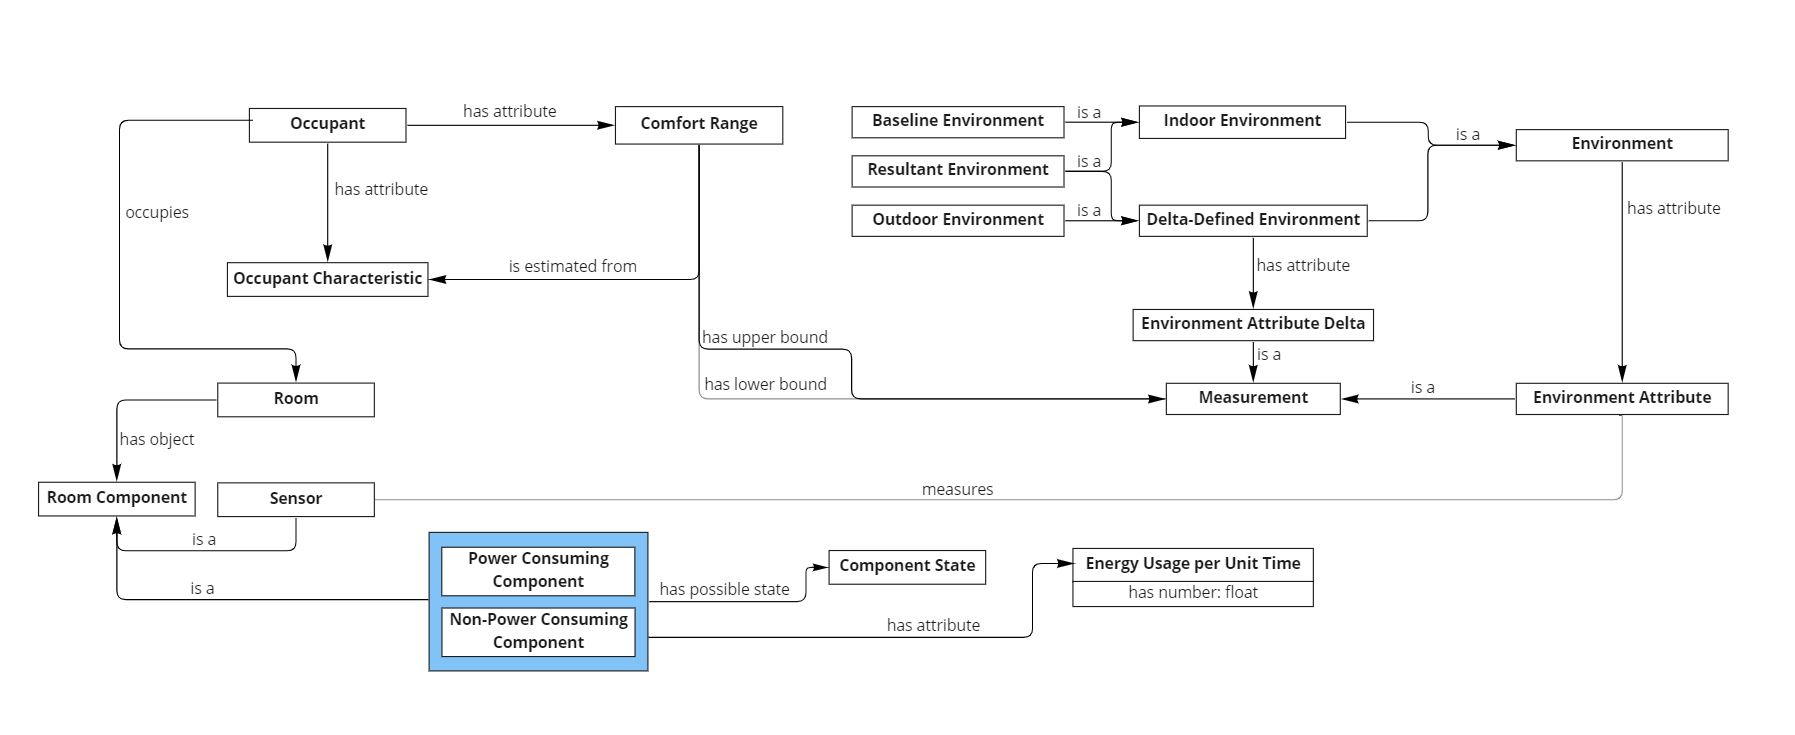 Occupant
has attribute
Comfort Range
Baseline Environment
is a
Indoor Environment
is a
Environment
Resultant Environment
is a
has attribute
occupies
Outdoor Environment
is a
Delta-Defined Environment
has attribute
is estimated from
has attribute
Occupant Characteristic
Environment Attribute Delta
has upper bound
is a
has lower bound
Measurement
is a
Environment Attribute
Room
has object
Room Component
Sensor
measures
is a
Power Consuming
Component
Component State
Energy Usage per Unit Time
has number: float
is a
has possible state
Non-Power Consuming
Component
has attribute